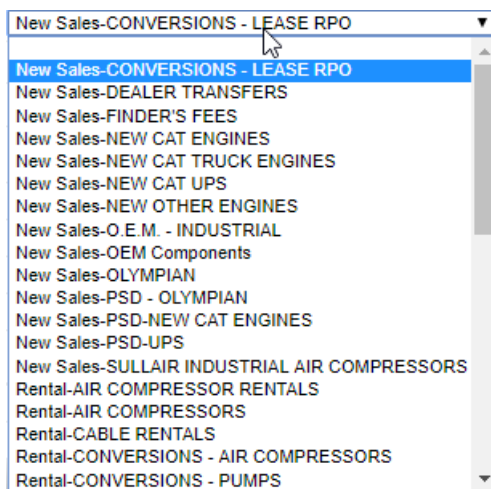 New Sales-CONVERSIONS - LEASE RPO
New Sales-CONVERSIONS - LEASE RPO
New Sales-DEALER TRANSFERS
New Sales-FINDER'S FEES
New Sales-NEW CAT ENGINES
New Sales-NEW CAT TRUCK ENGINES
New Sales-NEW CAT UPS
New Sales-NEW OTHER ENGINES
New Sales-O.E.M. - INDUSTRIAL
New Sales-OEM Components
New Sales-OLYMPIAN
New Sales-PSD - OLYMPIAN
New Sales-PSD-NEW CAT ENGINES
New Sales-PSD-UPS
New Sales-SULLAIR INDUSTRIAL AIR COMPRESSORS
Rental-AIR COMPRESSOR RENTALS
Rental-AIR COMPRESSORS
Rental-CABLE RENTALS
Rental-CONVERSIONS - AIR COMPRESSORS
Rental-CONVERSIONS - PUMPS